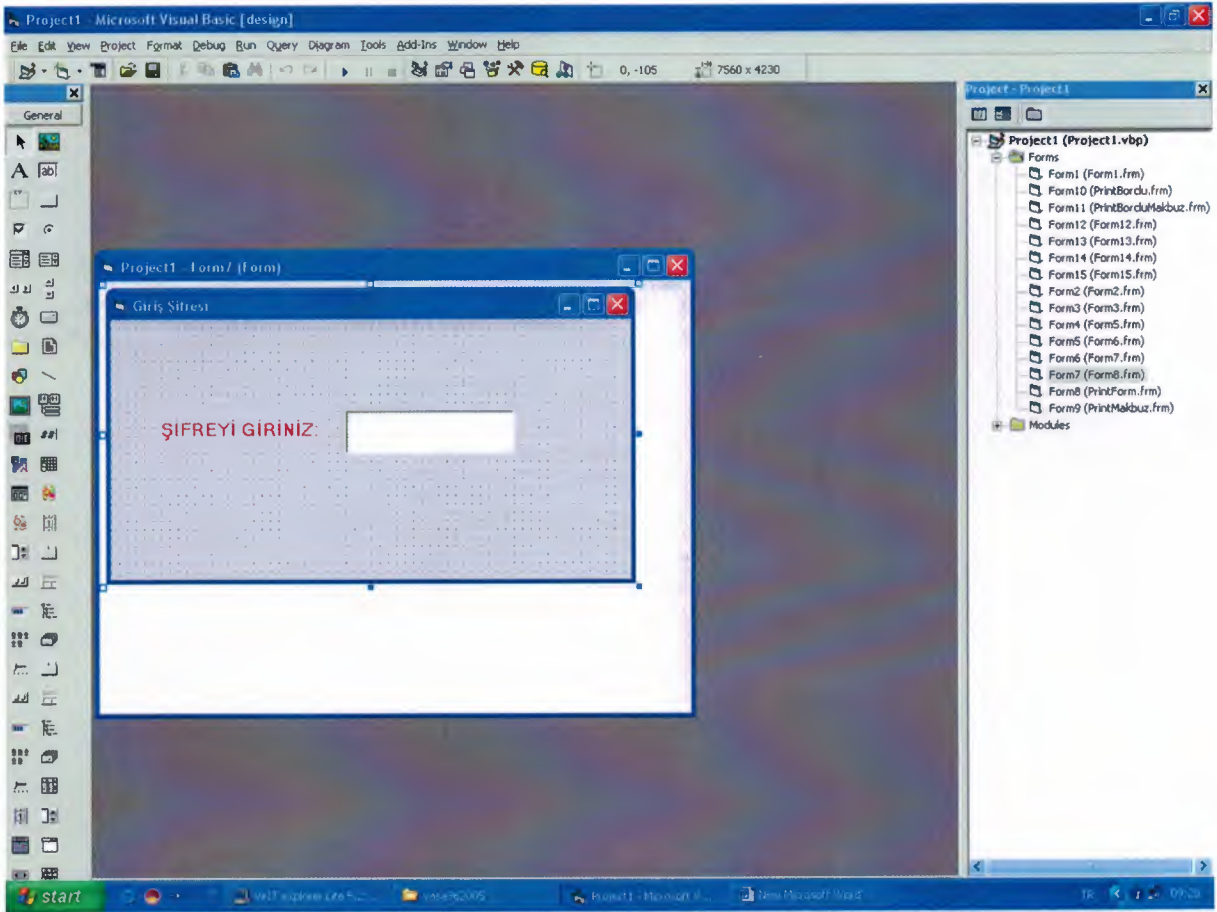 Project1 - Microsoft Visual Basic [design]
File Edit View Project Format Debug Run Query Diagram Tools Add-Ins Window Help
0, -105
7560 x 4230
General
Project - Project1
Project1 (Project1.vbp)
Forms
Form1 (Form1.frm)
Form10 (PrintBordu.frm)
Form11 (PrintBorduMakbuz.frm)
Form12 (Form12.frm)
Form13 (Form13.frm)
Form14 (Form14.frm)
Form15 (Form15.frm)
Form2 (Form2.frm)
Form3 (Form3.frm)
Form4 (Form5.frm)
Form5 (Form6.frm)
Form6 (Form7.frm)
Form7 (Form8.frm)
Form8 (PrintForm.frm)
Form9 (PrintMakbuz.frm)
Modules
Project1 - Form7 (Form)
Giriş Şifresi
ŞİFREYİ GİRİNİZ:
start
Project1 - Microsoft V...
New Microsoft Word
TR
09:28